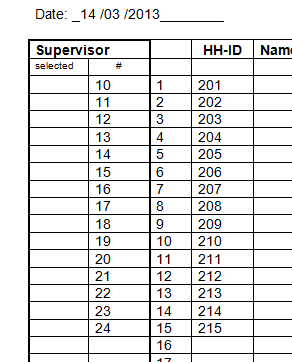 Date: _14 /03 /2013________
Supervisor HH-ID
selected #
10 1 201
11 2 202
12 3 203
13 4 204
14 5 205
15 6 206
16 7 207
17 8 208
18 9 209
19 10 210
20 11 211
21 12 212
22 13 213
23 14 214
24 15 215
16
17